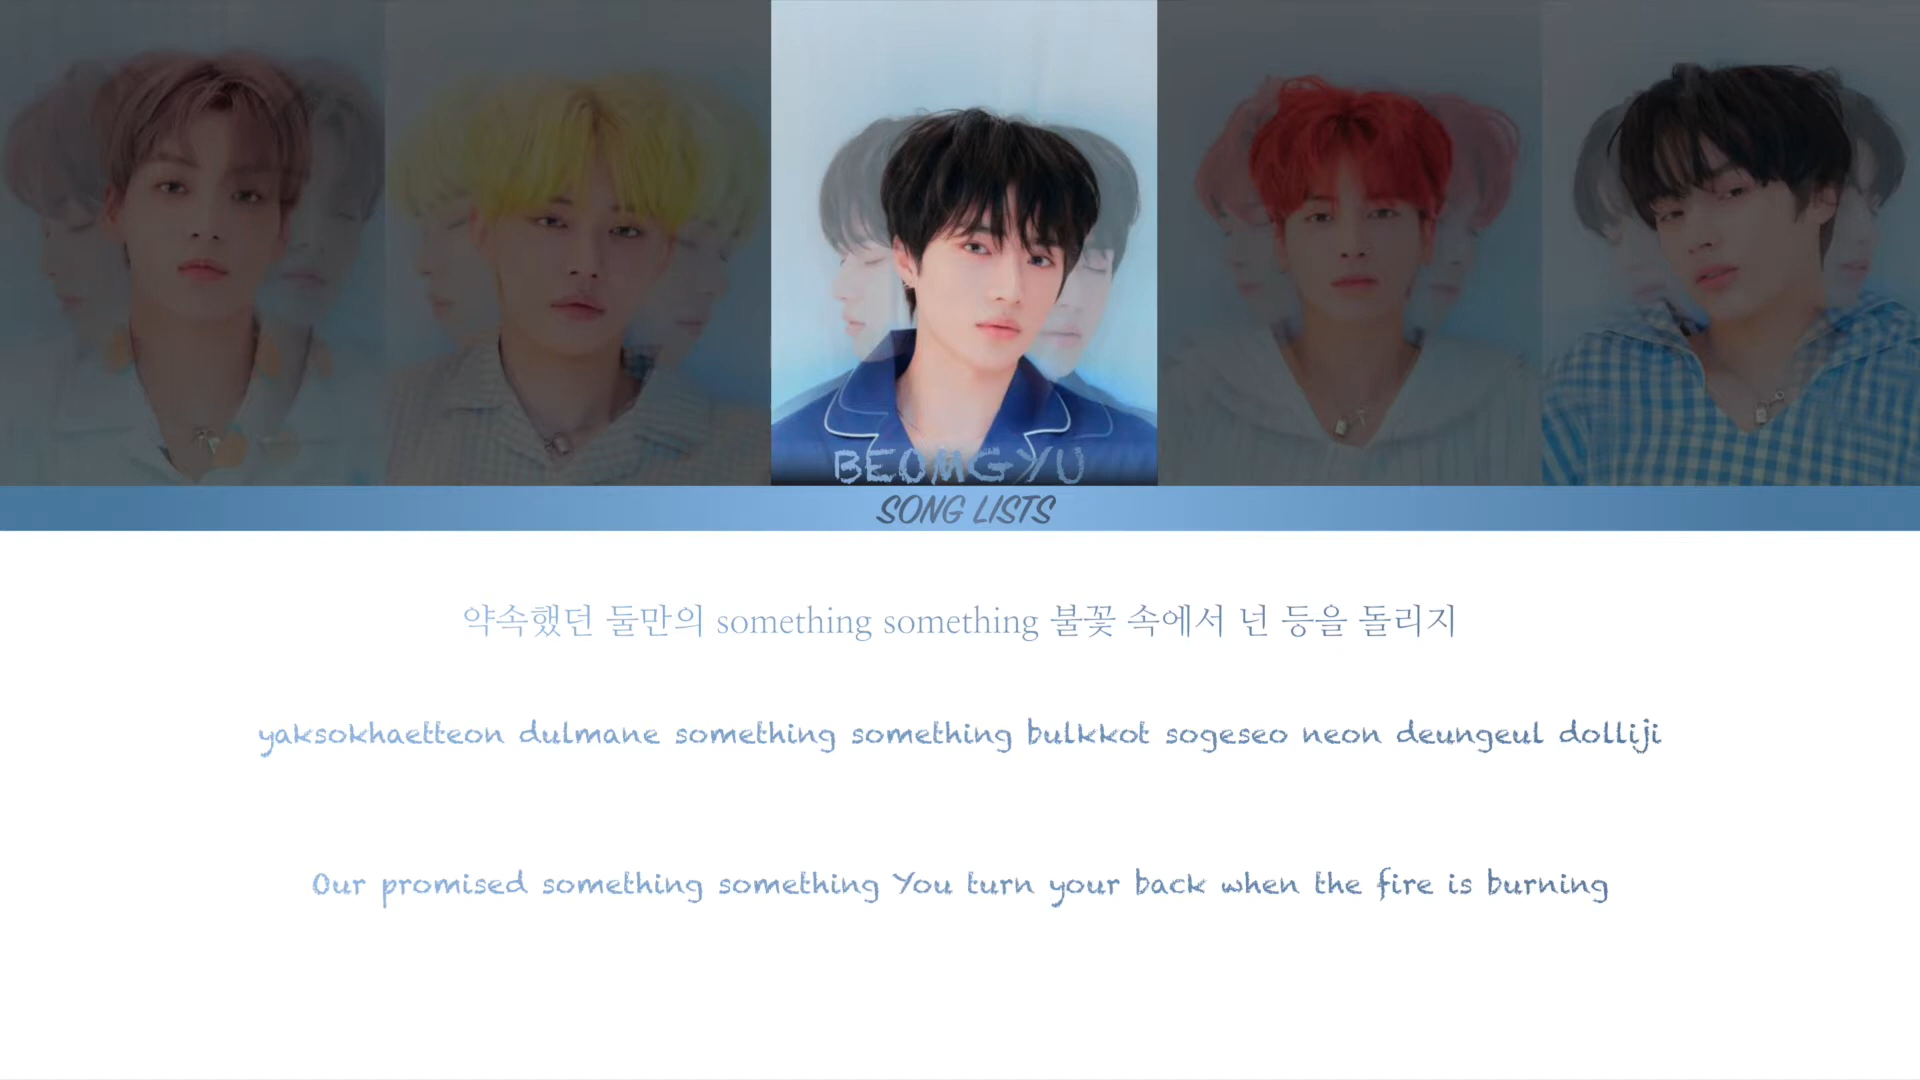 BEOMGYU
SONG LISTS
약속했던 둘만의 something something 불꽃 속에서 넌 등을 돌리지
yaksokhaetteon dulmane something something bulkkot sogeseo neon deungeul dolliji
Our promised something something You turn your back when the fire is burning